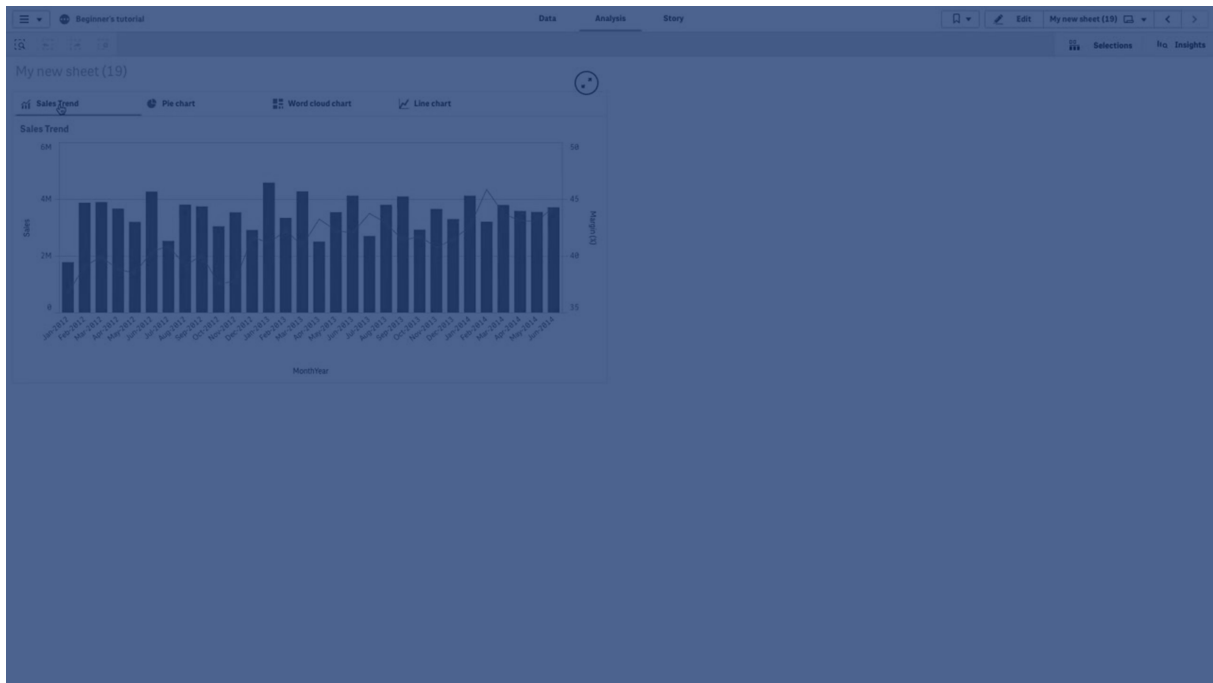 Beginner's tutorial Data Analysis Story Edit My new sheet (19)
Selections Insights
My new sheet (19)
Sales Trend Pie chart Word cloud chart Line chart
Sales Trend
6M 50
4M 45
Sales
Margin (%)
2M 40
0 15
Jan-2012 Feb-2012 Mar-2012 Apr-2012 May-2012 Jun-2012 Jul-2012 Aug-2012 Sep-2012 Oct-2012 Nov-2012 Dec-2012 Jan-2013 Feb-2013 Mar-2013 Apr-2013 May-2013 Jun-2013 Jul-2013 Aug-2013 Sep-2013 Oct-2013 Nov-2013 Dec-2013 Jan-2014 Feb-2014 Mar-2014 Apr-2014 May-2014 Jun-2014
MonthYear